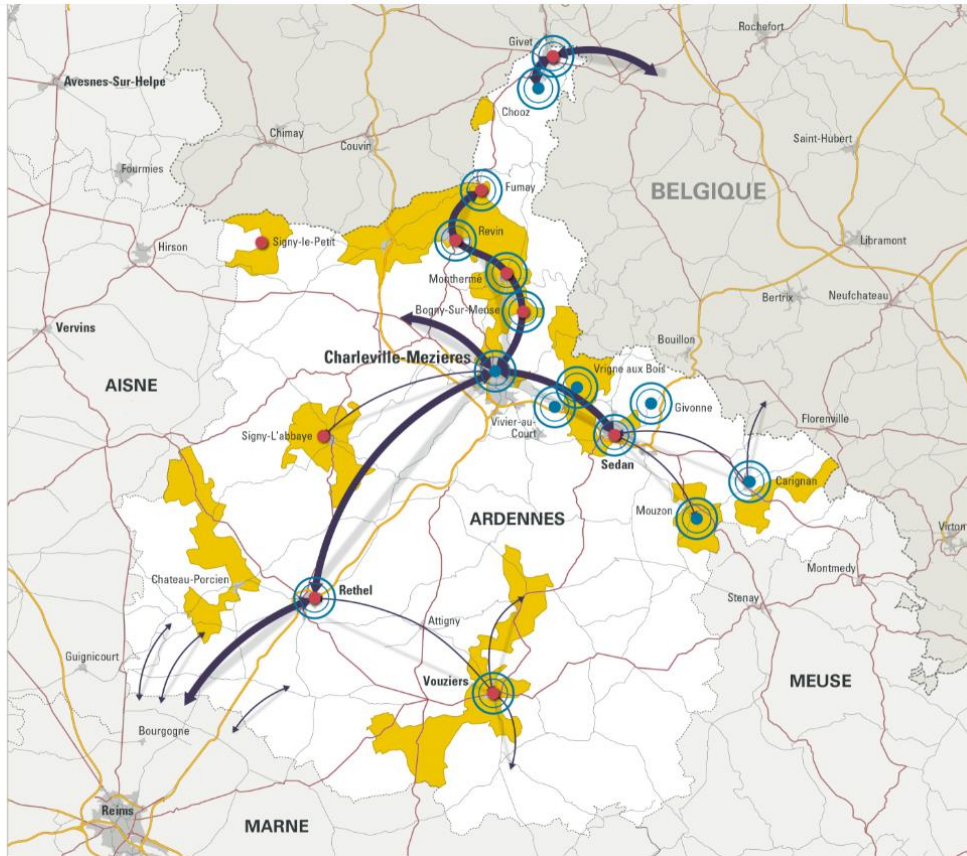 Rochefort
Givet
Avesnes-Sur-Helpe
Chooz
Chimay
Couvin
Saint-Hubert
Fourmies
Fumay
BELGIQUE
Revin
Signy-le-Petit
Hirson
Libramont
Monthermé
Bertrix
Neufchateau
Bogny-Sur-Meuse
Vervins
Bouillon
Charleville-Mezières
Vrigne aux Bois
AISNE
Givonne
Vivier-au-
Court
Florenville
Signy-L'abbaye
Sedan
Carignan
Mouzon
ARDENNES
Virton
Montmedy
Chateau-Porcien
Rethel
Stenay
Attigny
Guignicourt
Vouziers
MEUSE
Bourgogne
Reims
MARNE